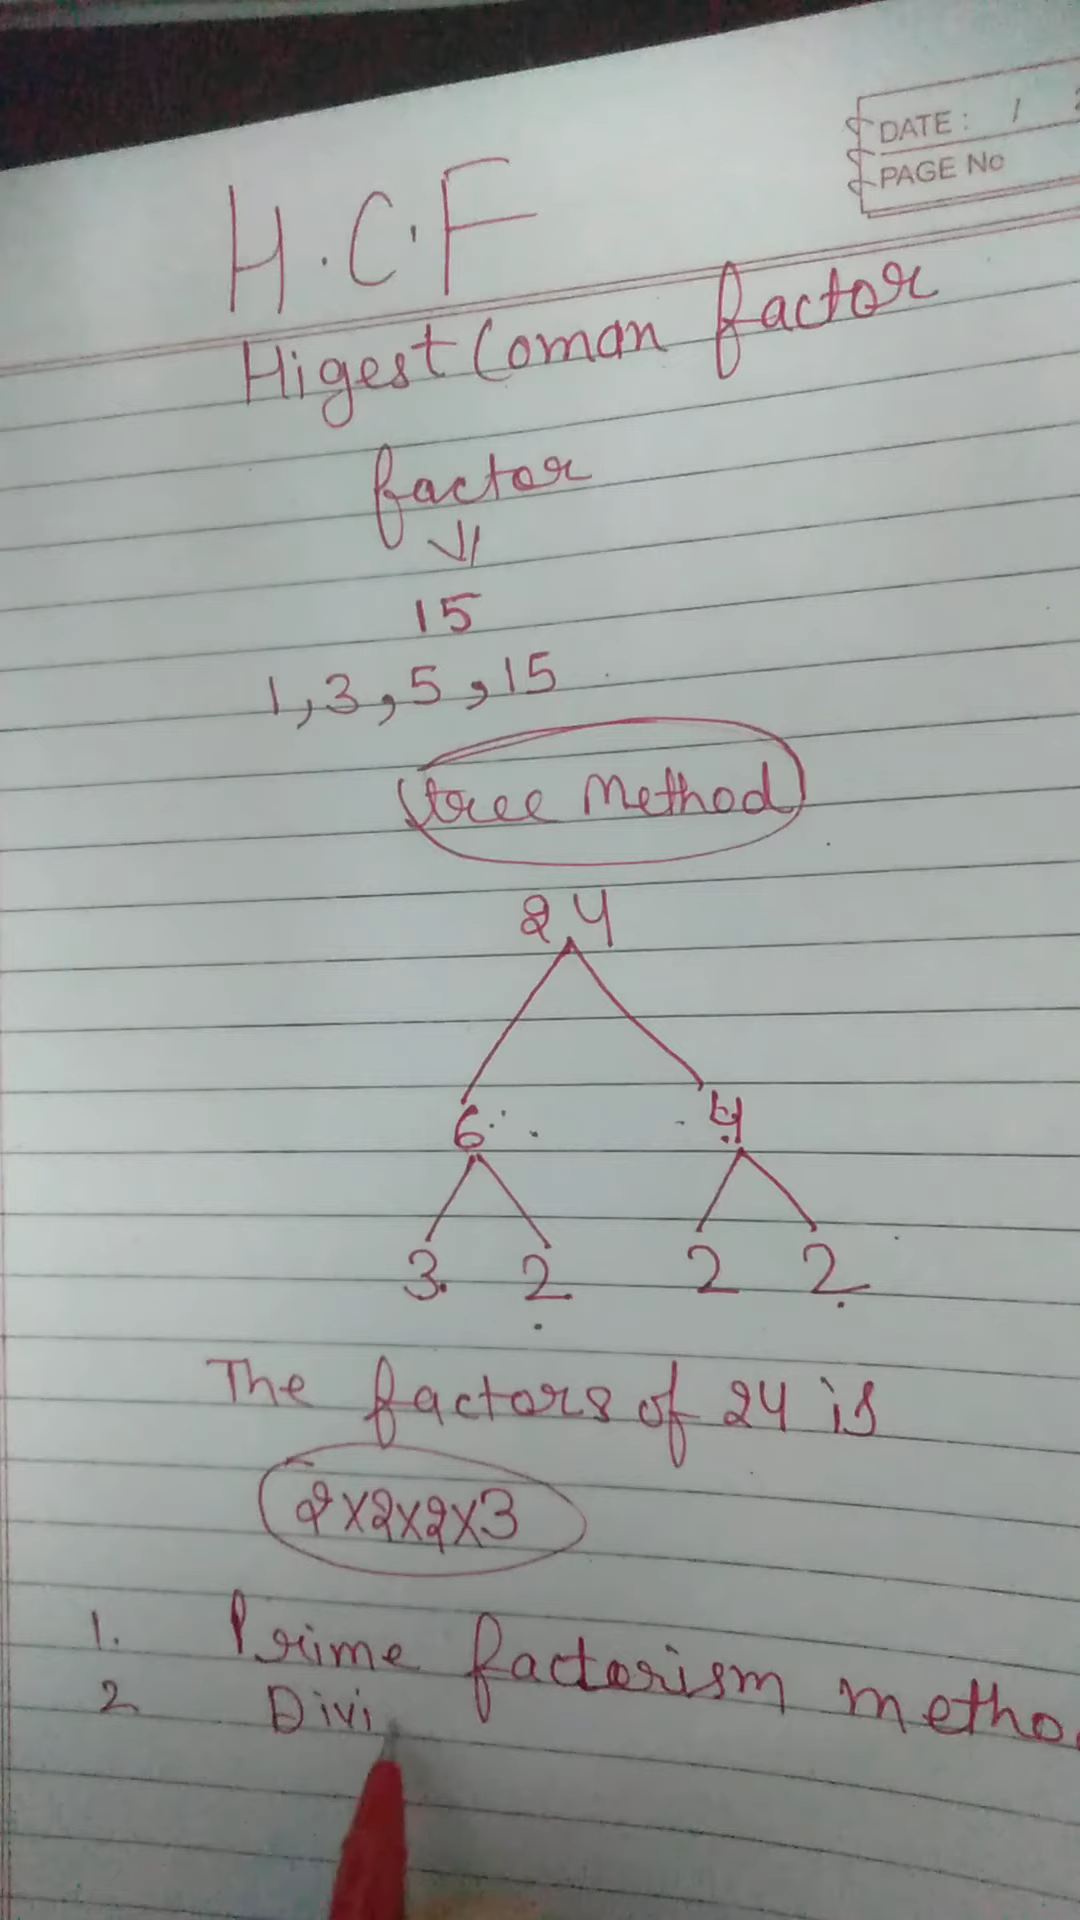 DATE: /
PAGE No
H.C.F
Higest Coman factor
factor
15
1,3,5,15
tree Method
24
6 4
3 2 2 2
The factors of 24 is
2x2x2x3
1. Prime factorism metho
2 Divi